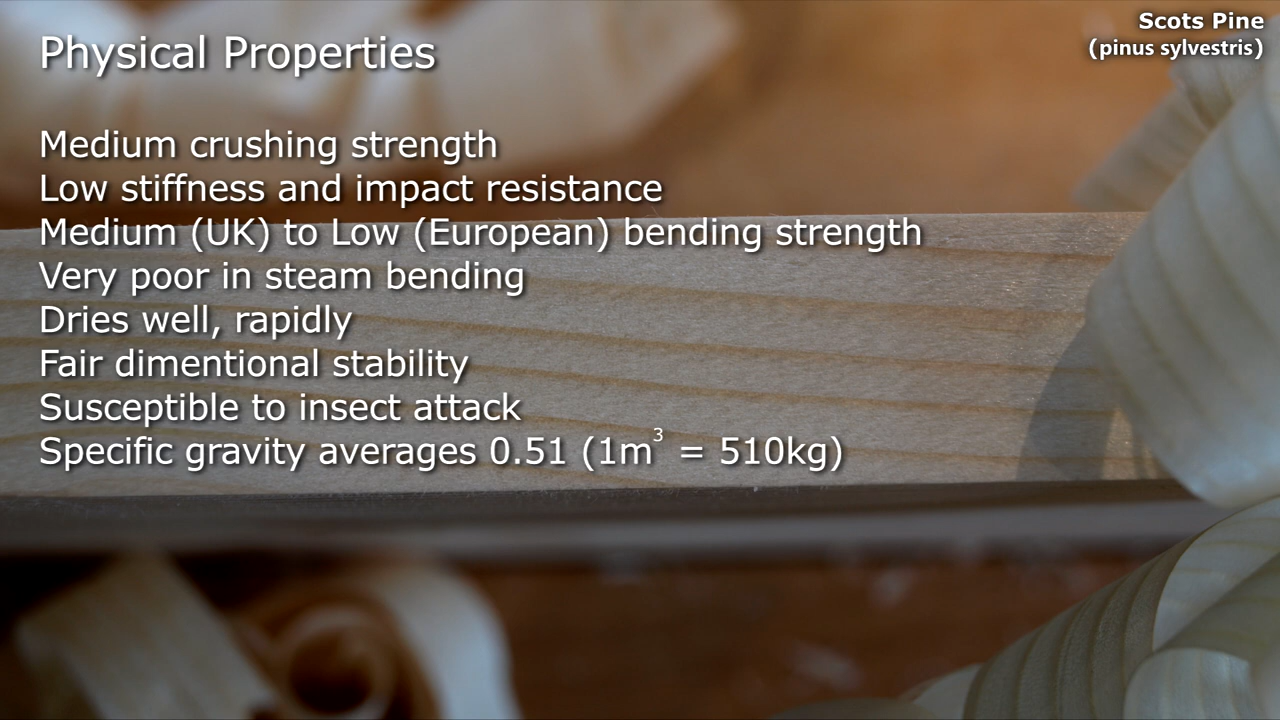 Physical Properties
Scots Pine
(pinus sylvestris)
Medium crushing strength
Low stiffness and impact resistance
Medium (UK) to Low (European) bending strength
Very poor in steam bending
Dries well, rapidly
Fair dimentional stability
Susceptible to insect attack
Specific gravity averages 0.51 (1m³ = 510kg)